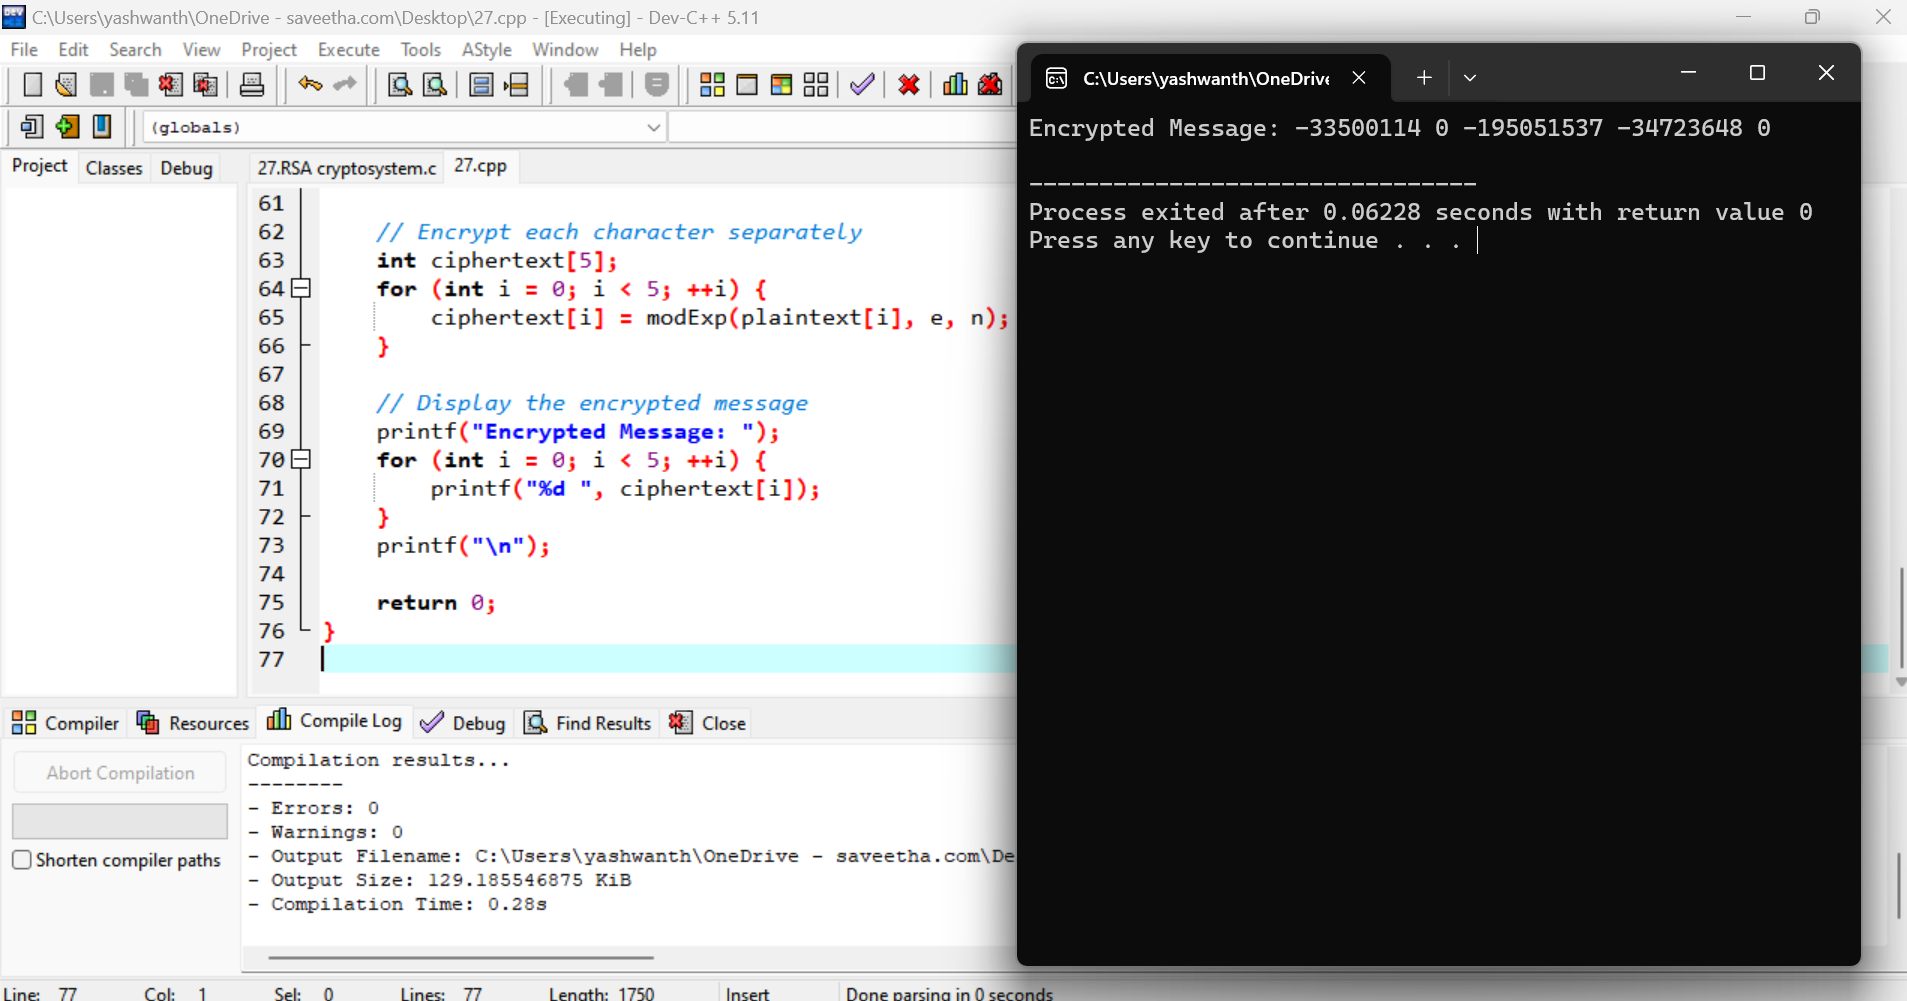 C:\Users\yashwanth\OneDrive - saveetha.com\Desktop\27.cpp - [Executing] - Dev-C++ 5.11
File Edit Search View Project Execute Tools AStyle Window Help
(globals)
Project Classes Debug
27.RSA cryptosystem.c 27.cpp
61
62 // Encrypt each character separately
63 int ciphertext[5];
64 for (int i = 0; i < 5; ++i) {
65 ciphertext[i] = modExp(plaintext[i], e, n);
66 }
67
68 // Display the encrypted message
69 printf("Encrypted Message: ");
70 for (int i = 0; i < 5; ++i) {
71 printf("%d ", ciphertext[i]);
72 }
73 printf("\n");
74
75 return 0;
76 }
77
C:\Users\yashwanth\OneDrive
Encrypted Message: -33500114 0 -195051537 -34723648 0
--------------------------------
Process exited after 0.06228 seconds with return value 0
Press any key to continue . . .
Compiler Resources Compile Log Debug Find Results Close
Abort Compilation
Shorten compiler paths
Compilation results...
--------
- Errors: 0
- Warnings: 0
- Output Filename: C:\Users\yashwanth\OneDrive - saveetha.com\De
- Output Size: 129.185546875 KiB
- Compilation Time: 0.28s
Line: 77 Col: 1 Sel: 0 Lines: 77 Length: 1750 Insert Done parsing in 0 seconds